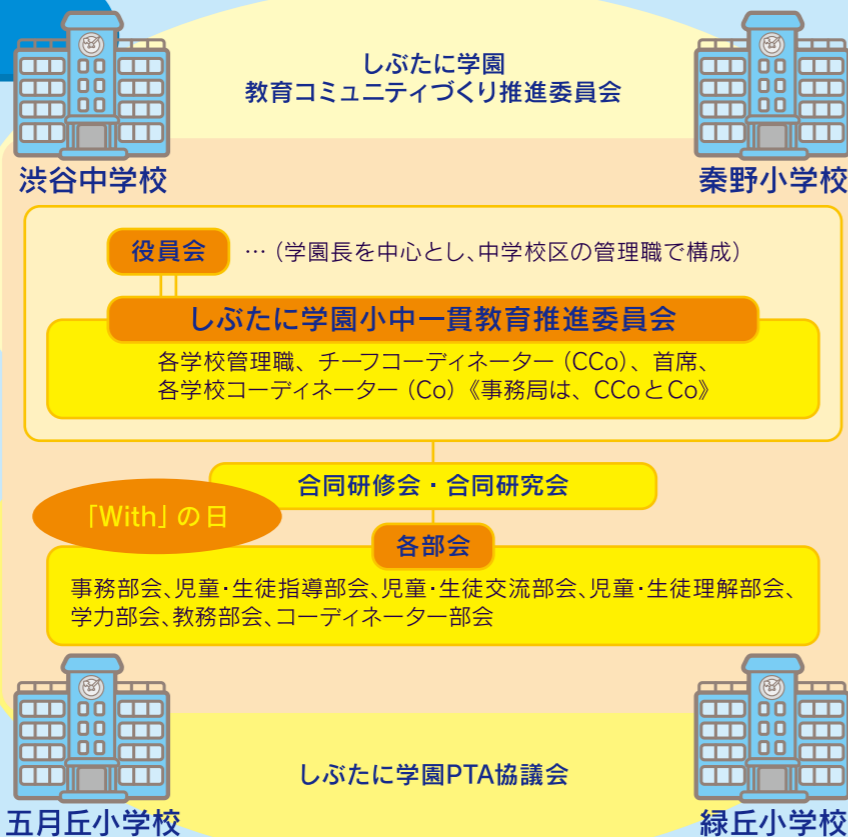 しぶたに学園
教育コミュニティづくり推進委員会
渋谷中学校
秦野小学校
役員会 …（学園長を中心とし、中学校区の管理職で構成）
しぶたに学園小中一貫教育推進委員会
各学校管理職、チーフコーディネーター（CCo）、首席、
各学校コーディネーター（Co）《事務局は、CCoとCo》
合同研修会・合同研究会
「With」の日
各部会
事務部会、児童・生徒指導部会、児童・生徒交流部会、児童・生徒理解部会、
学力部会、教務部会、コーディネーター部会
しぶたに学園PTA協議会
五月丘小学校
緑丘小学校